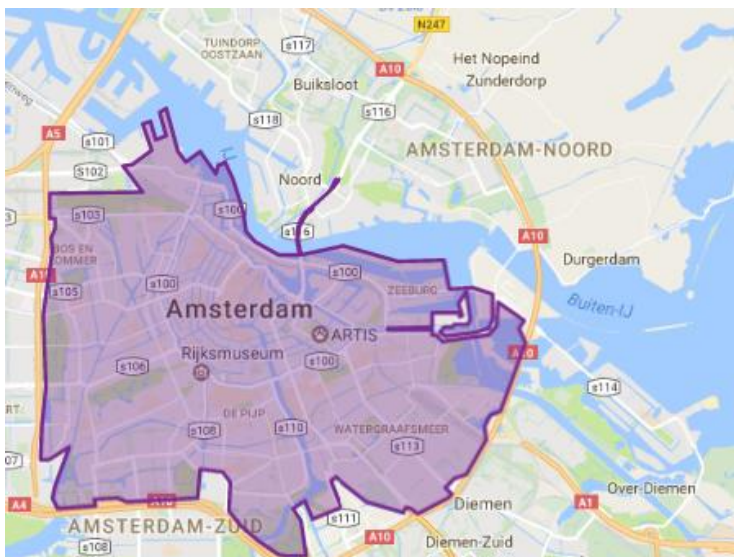 N247
s117
TUINDORP
OOSTZAAN
A10
Het Nopeind
Zunderdorp
Buiksloot
s118
s116
A5
s101
AMSTERDAM-NOORD
S102
IJ
Noord
s103
s100
s116
A10
BOS EN
LOMMER
Durgerdam
s100
s105
s100
ZEEBURG
Buiten-IJ
Amsterdam
ARTIS
Rijksmuseum
s100
s106
s114
DE PIJP
s108
s110
WATERGRAAFSMEER
s113
A4
A10
s111
Diemen
A1
Over-Diemen
AMSTERDAM-ZUID
s108
A10
Diemen-Zuid